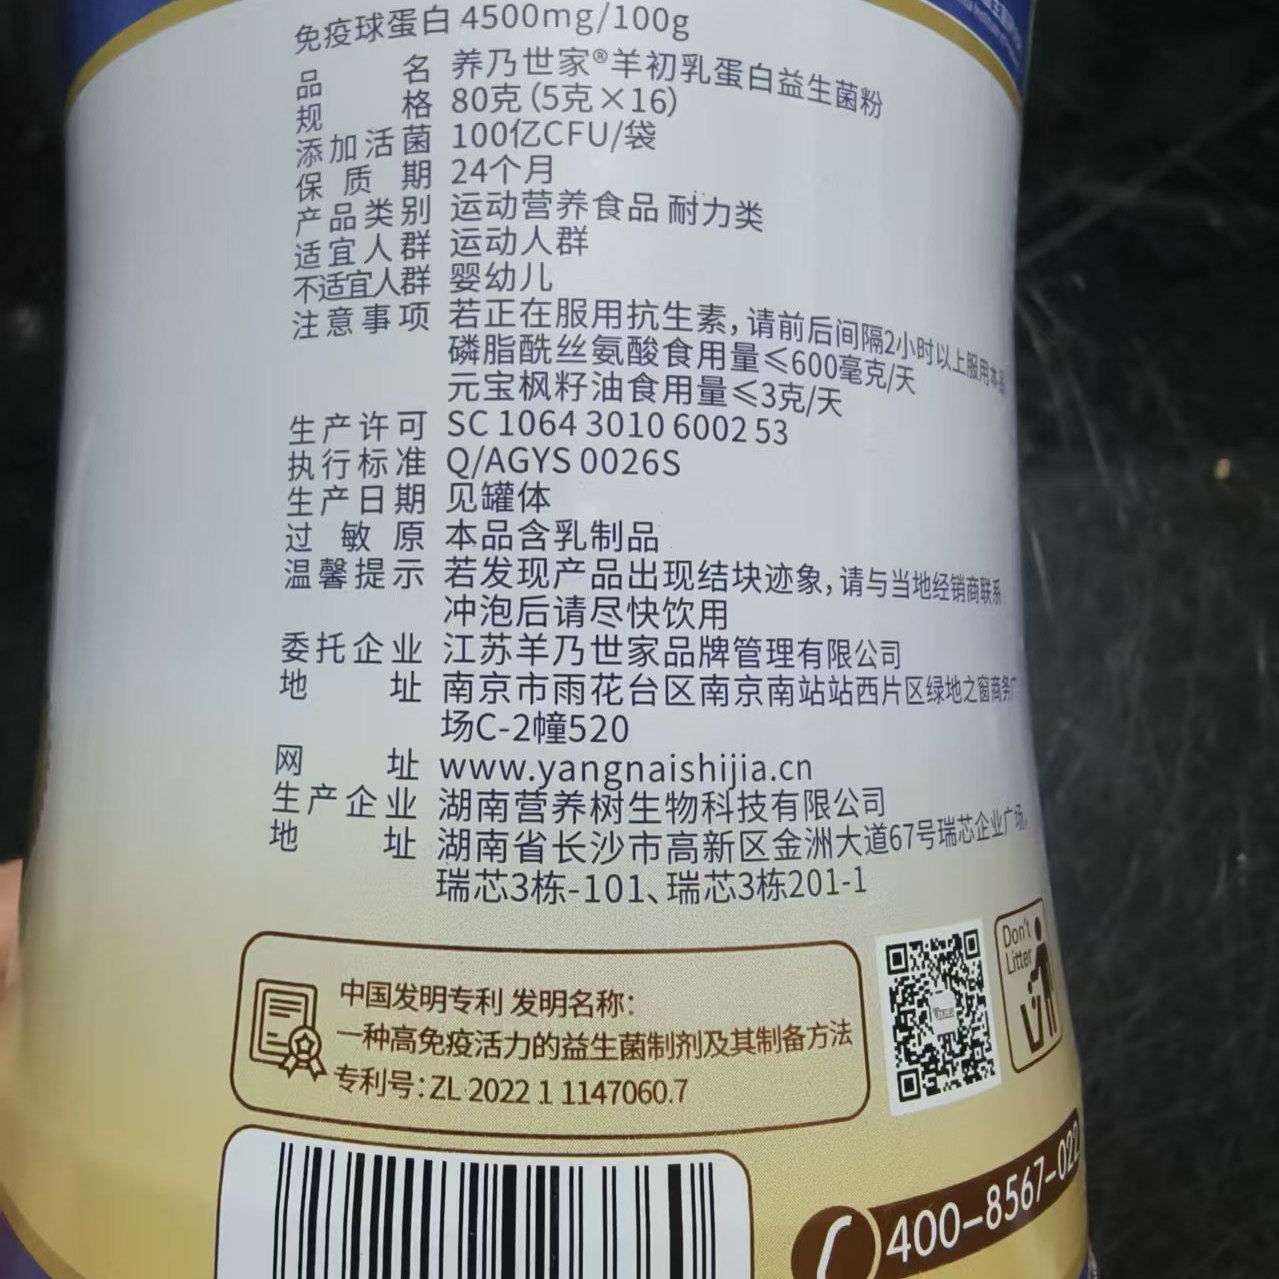 免疫球蛋白 4500mg/100g
品名 养乃世家®羊初乳蛋白益生菌粉
规格 80克(5克×16)
添加活菌 100亿CFU/袋
保质期 24个月
产品类别 运动营养食品 耐力类
适宜人群 运动人群
不适宜人群 婴幼儿
注意事项 若正在服用抗生素，请前后间隔2小时以上服用本品
磷脂酰丝氨酸食用量≤600毫克/天
元宝枫籽油食用量≤3克/天
生产许可 SC 1064 3010 6002 53
执行标准 Q/AGYS 0026S
生产日期 见罐体
过敏原 本品含乳制品
温馨提示 若发现产品出现结块迹象，请与当地经销商联系
冲泡后请尽快饮用
委托企业 江苏羊乃世家品牌管理有限公司
地址 南京市雨花台区南京南站站西片区绿地之窗商务广
场C-2幢520
网址 www.yangnaishijia.cn
生产企业 湖南营养树生物科技有限公司
地址 湖南省长沙市高新区金洲大道67号瑞芯企业广场,
瑞芯3栋-101、瑞芯3栋201-1
中国发明专利 发明名称:
一种高免疫活力的益生菌制剂及其制备方法
专利号:ZL 2022 1 1147060.7
Don't
Litter
400-8567-022